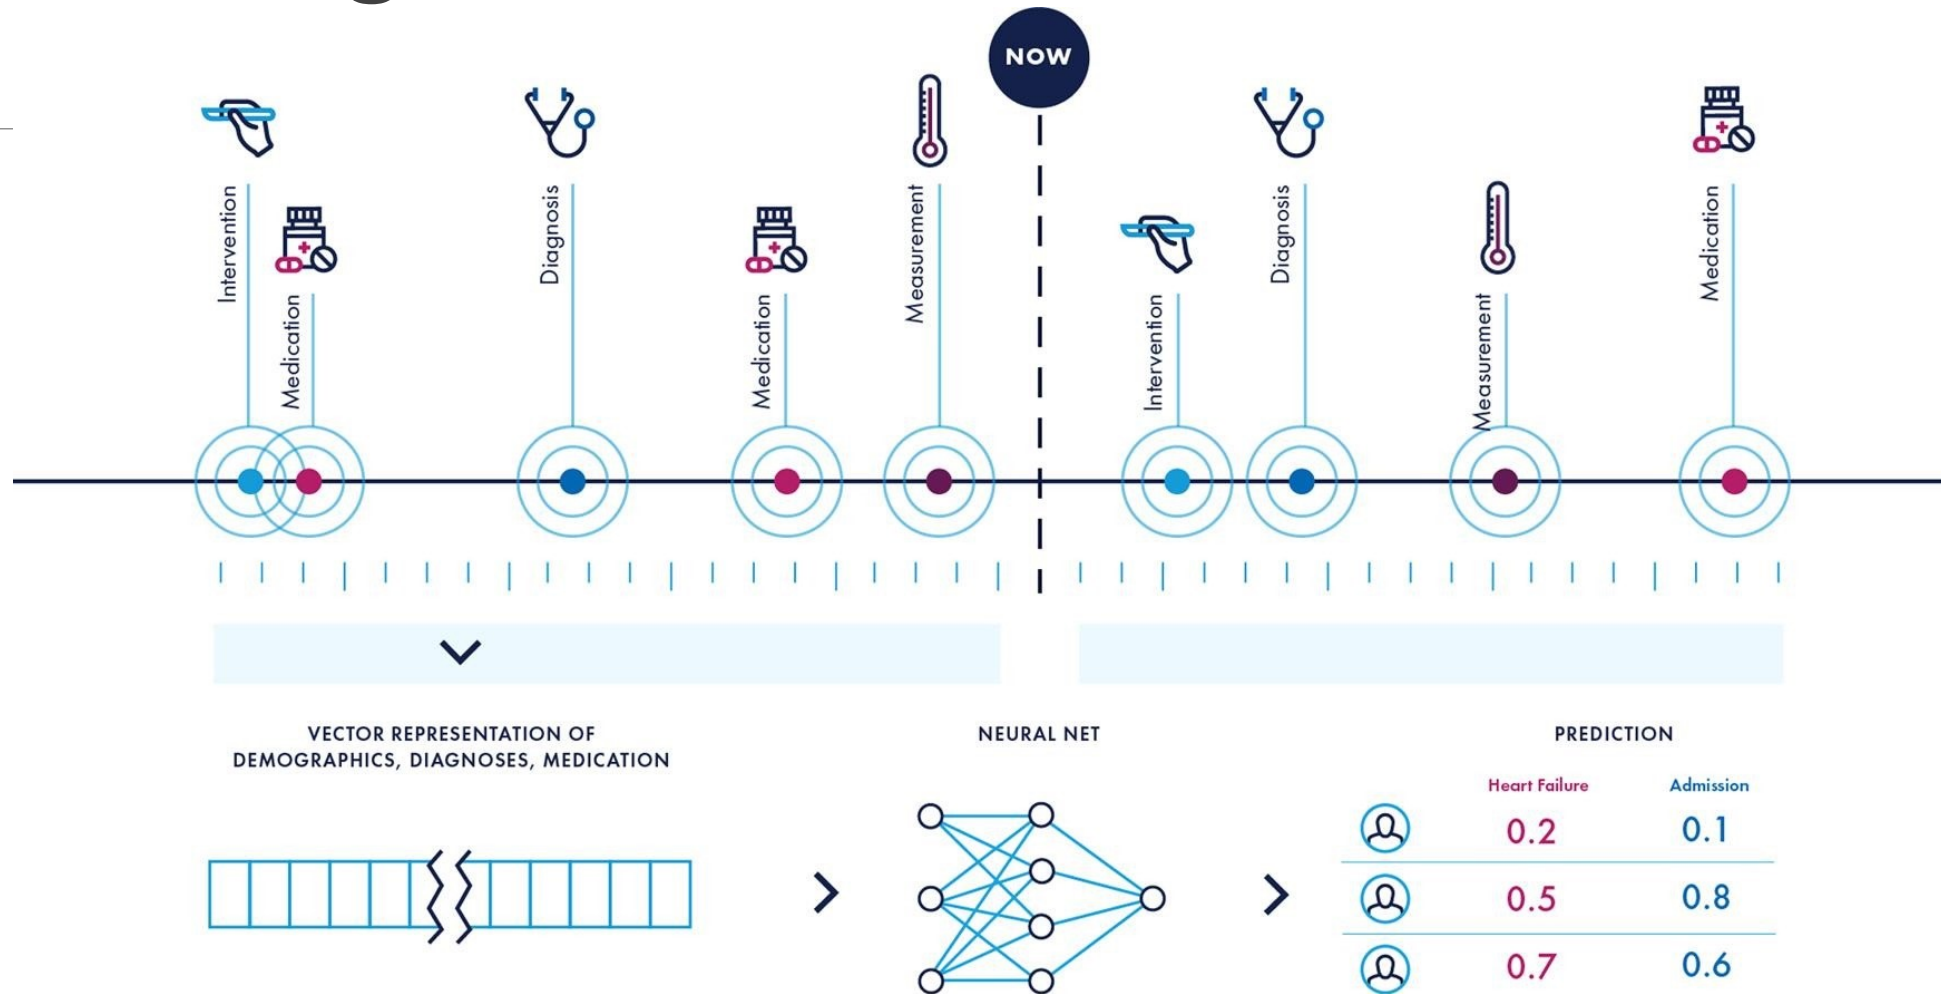 NOW
Intervention
Medication
Diagnosis
Medication
Measurement
Intervention
Diagnosis
Measurement
Medication
VECTOR REPRESENTATION OF
DEMOGRAPHICS, DIAGNOSES, MEDICATION
NEURAL NET
PREDICTION
Heart Failure Admission
0.2 0.1
0.5 0.8
0.7 0.6